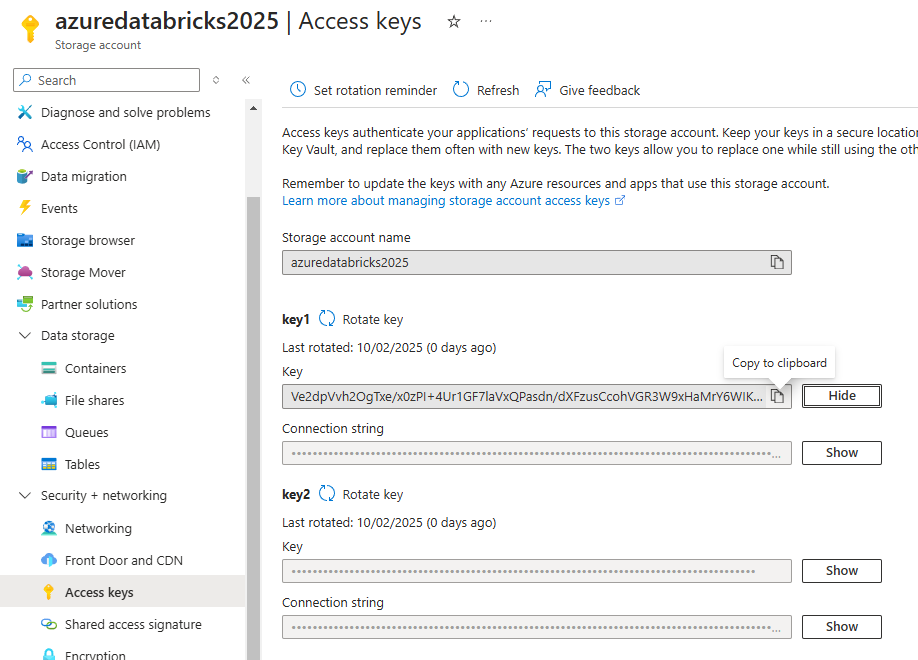 azuredatabricks2025 | Access keys
Storage account
Search
Diagnose and solve problems
Access Control (IAM)
Data migration
Events
Storage browser
Storage Mover
Partner solutions
Data storage
Containers
File shares
Queues
Tables
Security + networking
Networking
Front Door and CDN
Access keys
Shared access signature
Encryption
Set rotation reminder
Refresh
Give feedback
Access keys authenticate your applications' requests to this storage account. Keep your keys in a secure location
Key Vault, and replace them often with new keys. The two keys allow you to replace one while still using the oth
Remember to update the keys with any Azure resources and apps that use this storage account.
Learn more about managing storage account access keys
Storage account name
azuredatabricks2025
key1 Rotate key
Last rotated: 10/02/2025 (0 days ago)
Copy to clipboard
Key
Ve2dpVvh2OgTxe/x0zPI+4Ur1GF7laVxQPasdn/dXFzusCcohVGR3W9xHaMrY6WIK...
Hide
Connection string
Show
key2 Rotate key
Last rotated: 10/02/2025 (0 days ago)
Key
Show
Connection string
Show